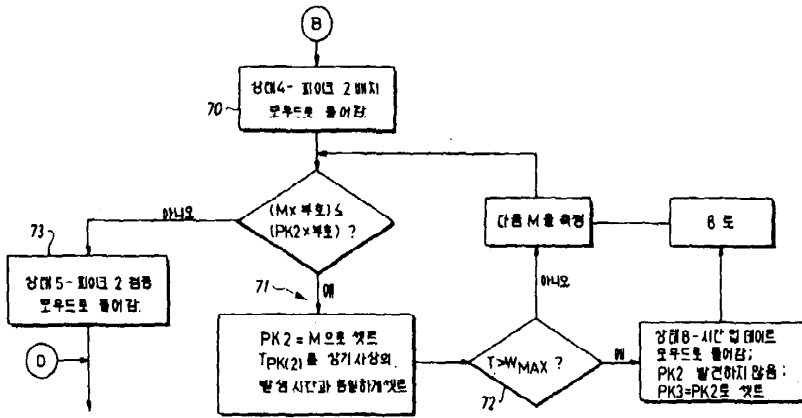 B
상태4- 피이크 2 배치
모우드로 들어감.
70
(M× 부호) ≤
(PK2×부호) ?
아니오
예
73
상태5-피이크 2 검증
모우드로 들어감.
D
71
PK2 = M으로 셋트
TPK(2) 를 상기 사상의
발생 시간과 동일하게 셋트
T>WMAX ?
72
아니오
예
다음 M을 측정
8 도
상태8-시간 업데이트
모우드로 들어감;
PK2 발견하지 않음;
PK3=PK2로 셋트